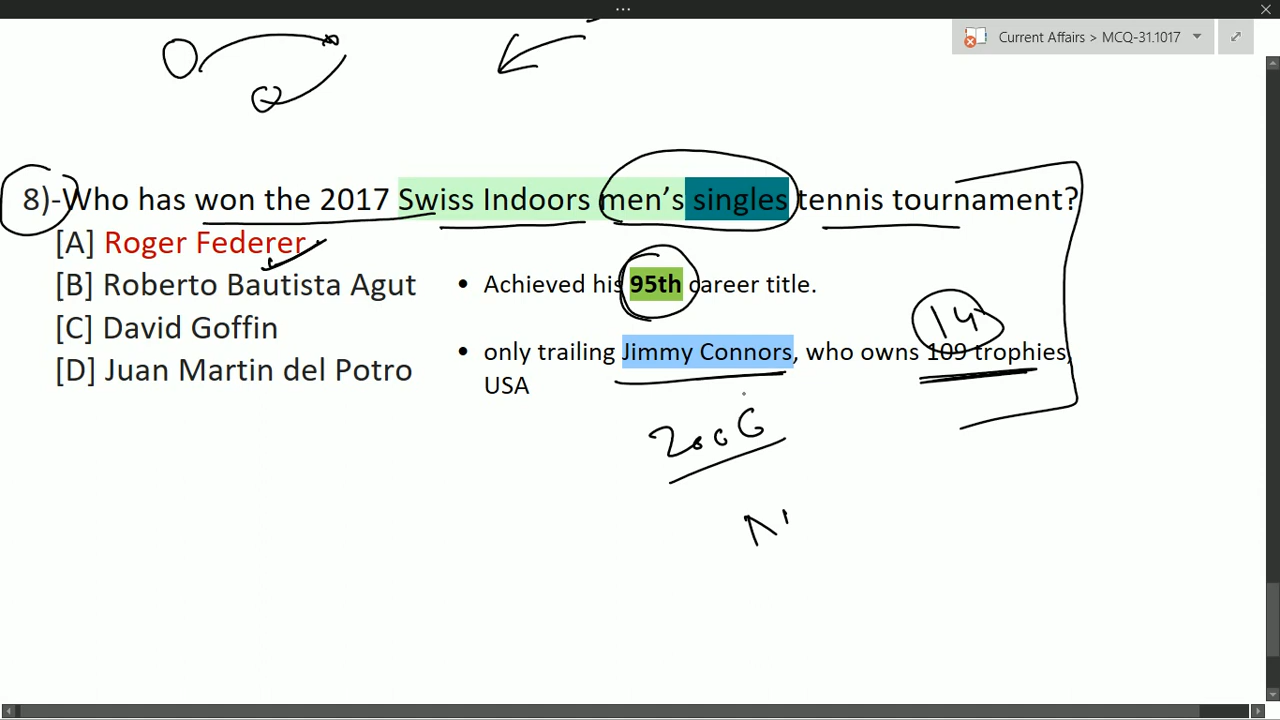 Current Affairs > MCQ-31.1017
8)-Who has won the 2017 Swiss Indoors men’s singles tennis tournament?
[A] Roger Federer
[B] Roberto Bautista Agut
[C] David Goffin
[D] Juan Martin del Potro
• Achieved his 95th career title.
14
• only trailing Jimmy Connors, who owns 109 trophies,
USA
2006